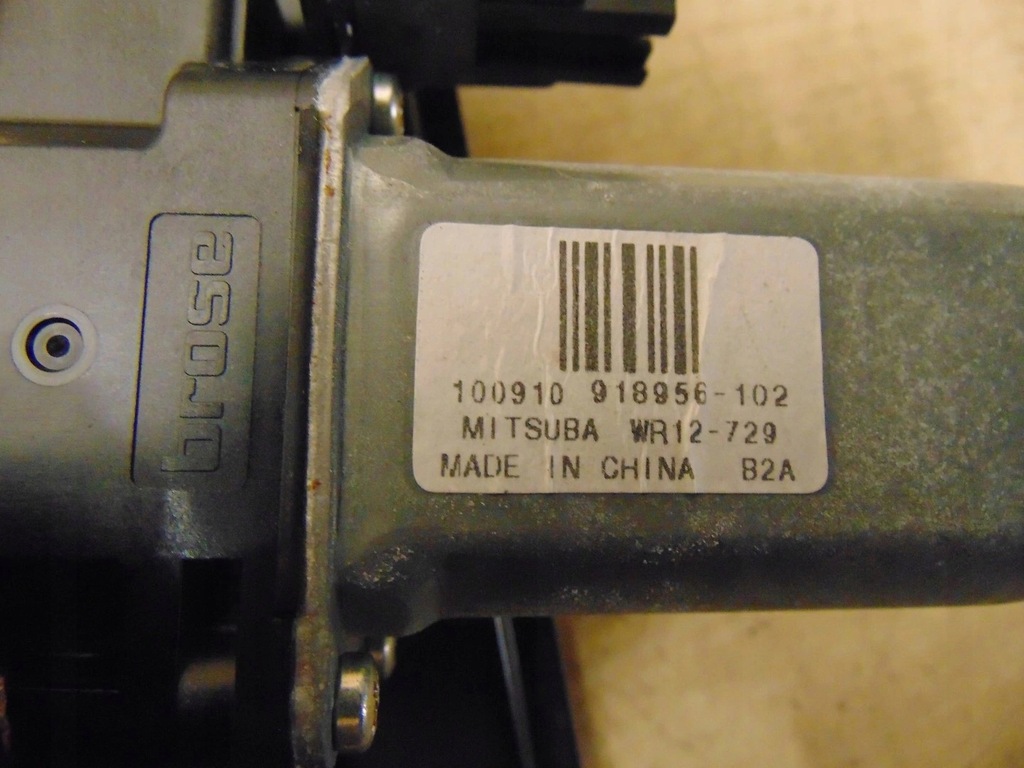 brose
100910 918956-102
MITSUBA WR12-729
MADE IN CHINA B2A